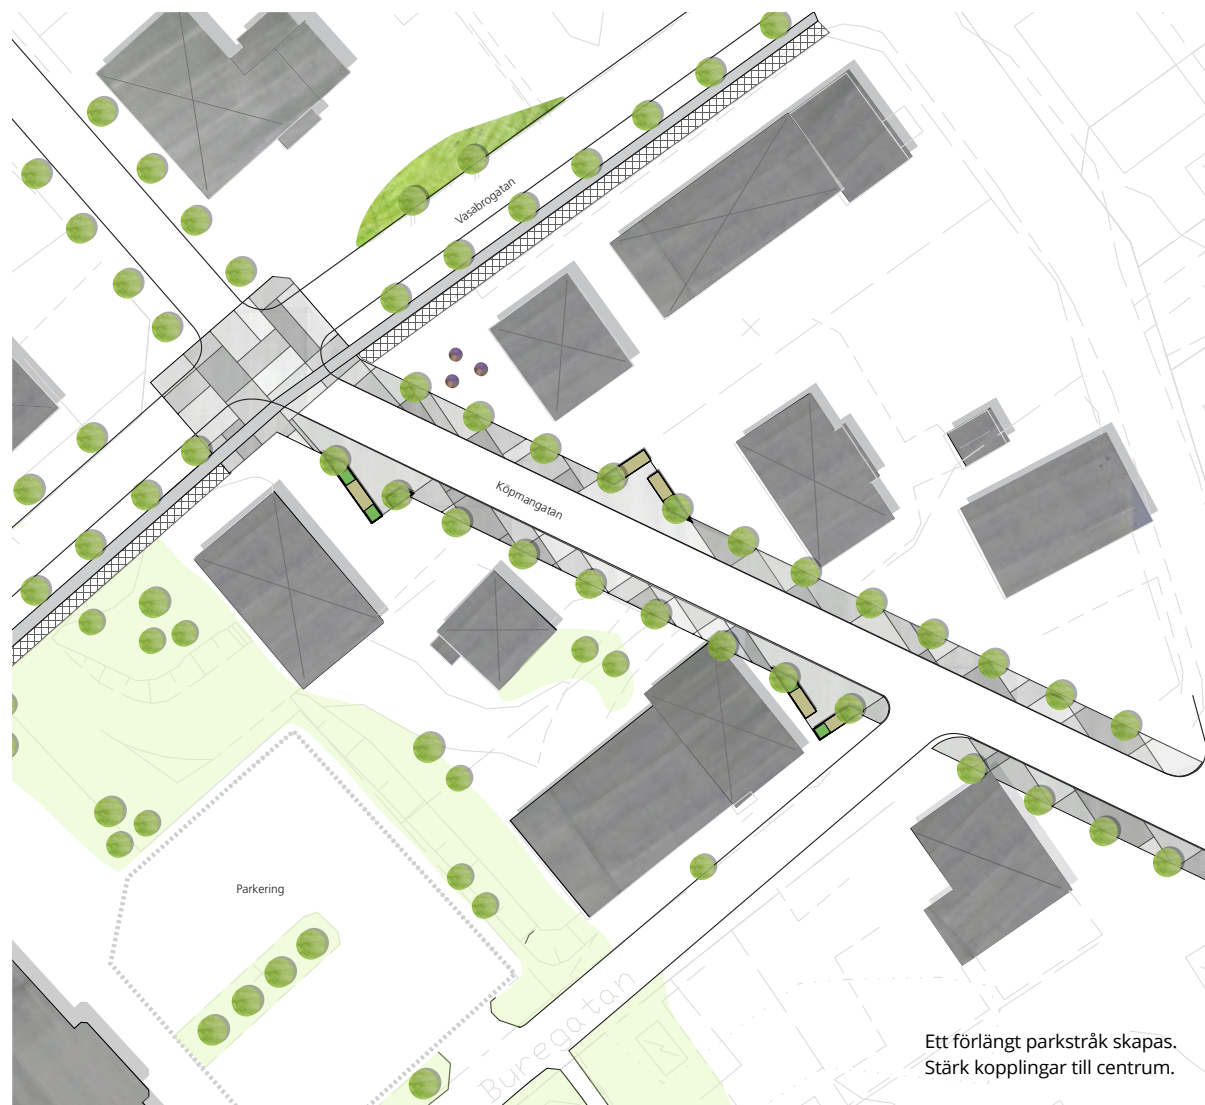 Vasabrogatan
Köpmangatan
Parkering
Buregatan
Ett förlängt parkstråk skapas.
Stärk kopplingar till centrum.